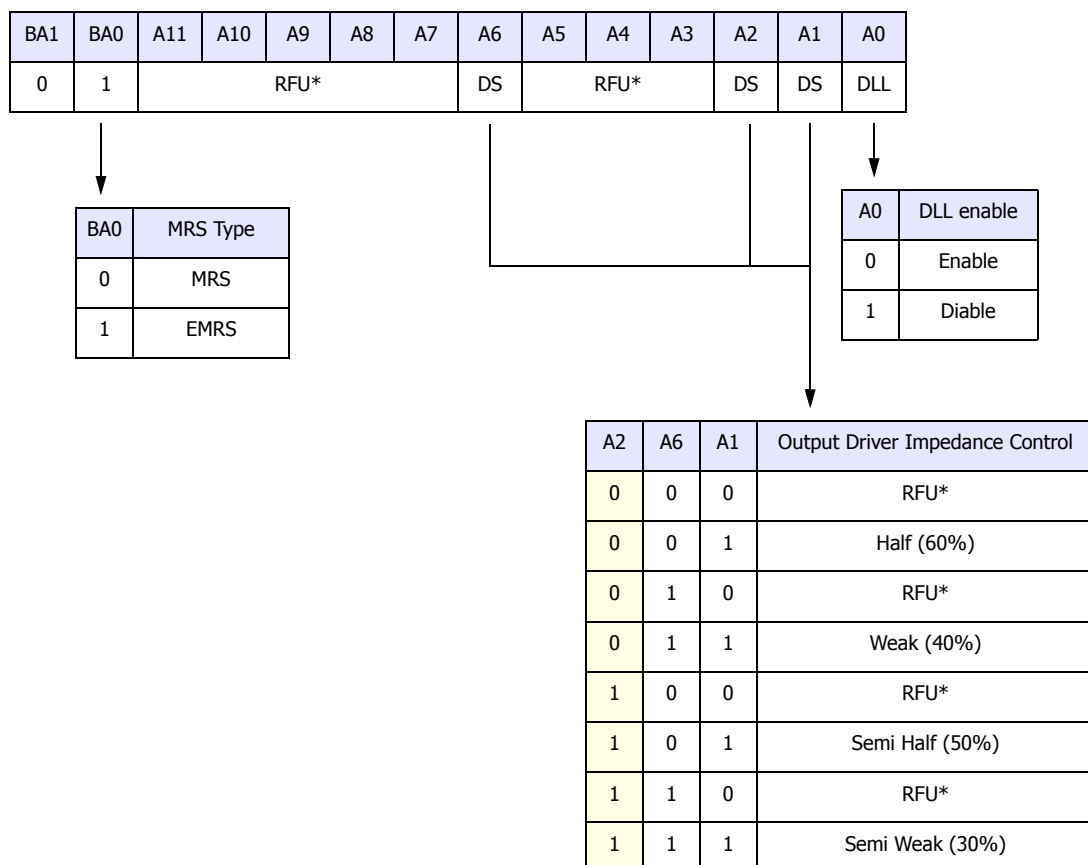 BA1 BA0 A11 A10 A9 A8 A7 A6 A5 A4 A3 A2 A1 A0
0 1 RFU* DS RFU* DS DS DLL
BA0 MRS Type
0 MRS
1 EMRS
A0 DLL enable
0 Enable
1 Diable
A2 A6 A1 Output Driver Impedance Control
0 0 0 RFU*
0 0 1 Half (60%)
0 1 0 RFU*
0 1 1 Weak (40%)
1 0 0 RFU*
1 0 1 Semi Half (50%)
1 1 0 RFU*
1 1 1 Semi Weak (30%)